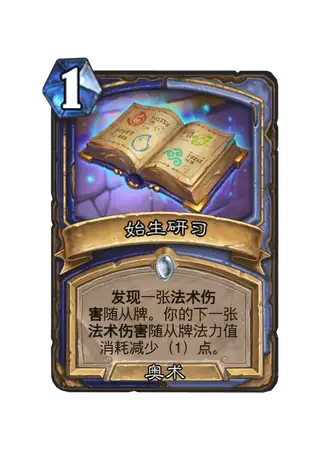 1
始生研习
发现一张法术伤
害随从牌。你的下一张
法术伤害随从牌法力值
消耗减少（1）点。
奥术